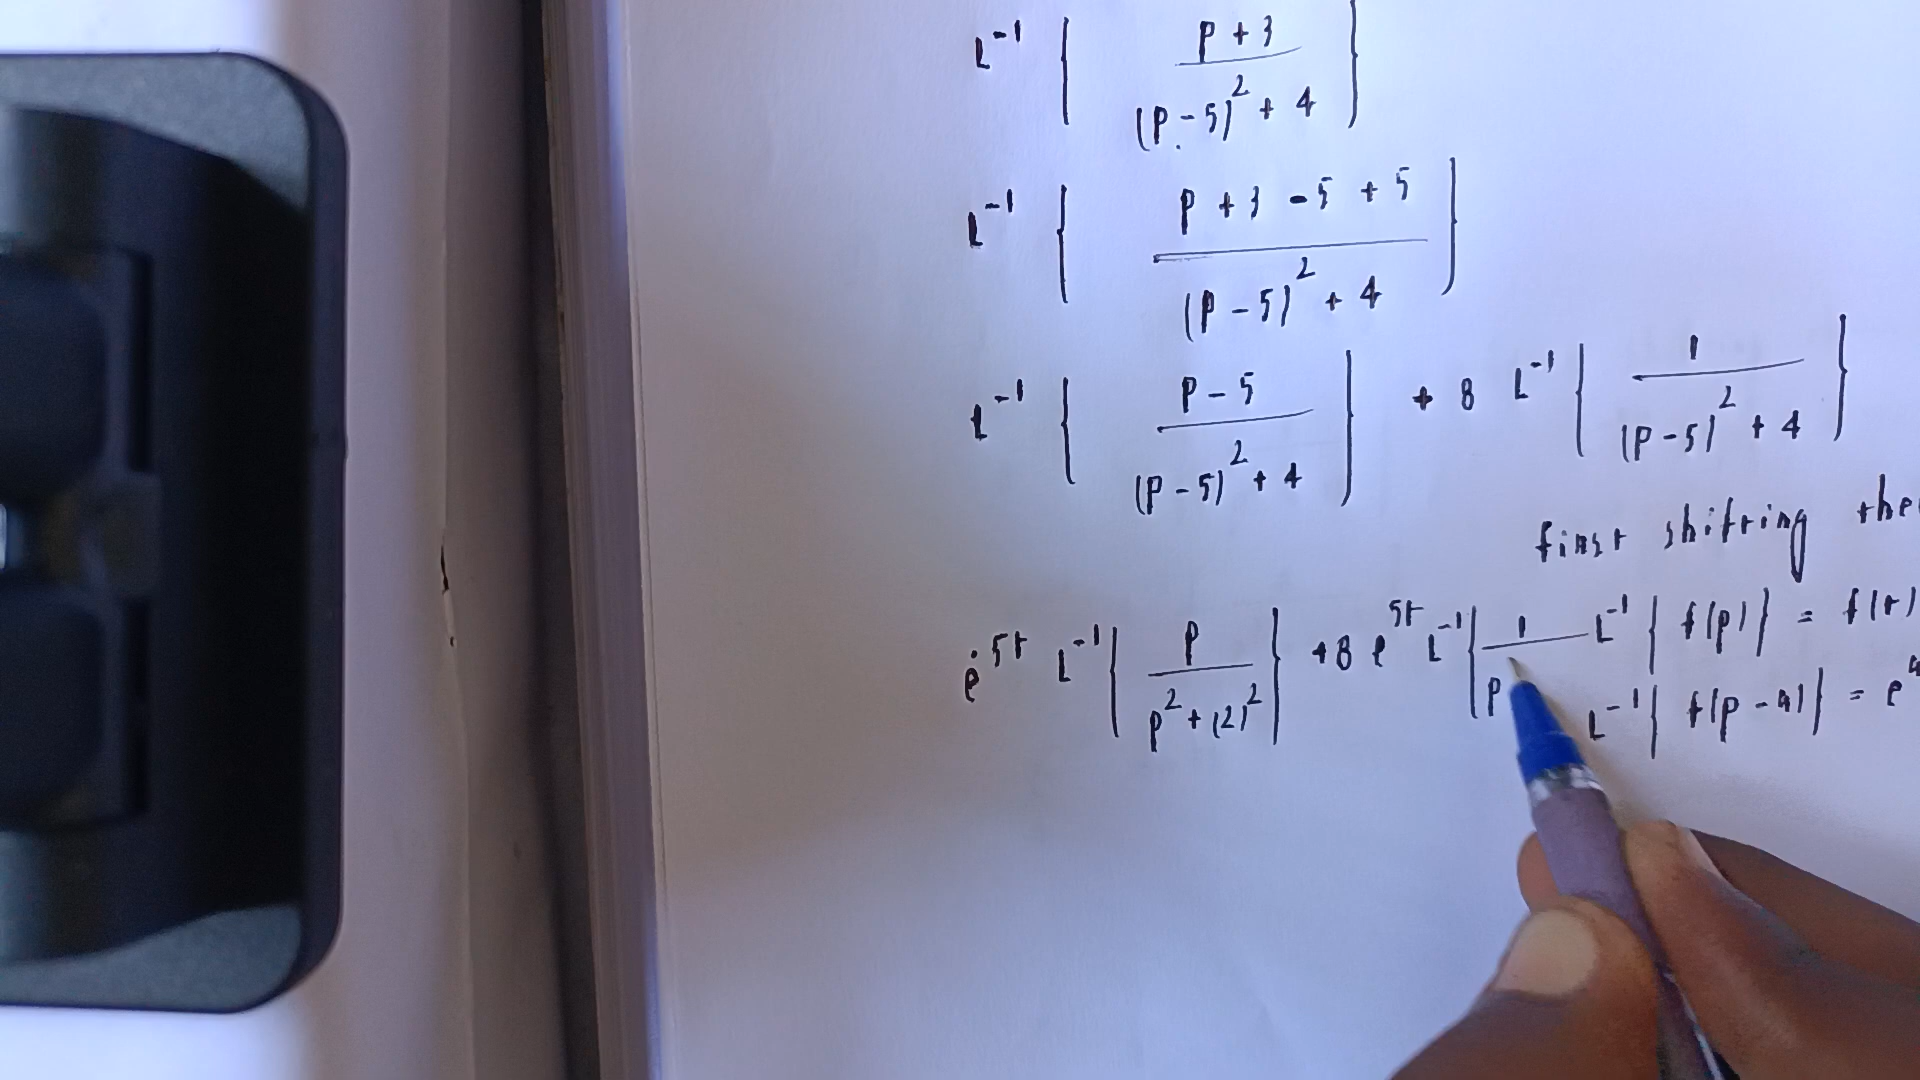 L⁻¹ { P + 3 / (P - 5)² + 4 }
L⁻¹ { P + 3 - 5 + 5 / (P - 5)² + 4 }
L⁻¹ { P - 5 / (P - 5)² + 4 } + 8 L⁻¹ { 1 / (P - 5)² + 4 }
first shifting the
e^5t L⁻¹ { P / P² + (2)² } + 8 e^5t L⁻¹ { 1 / P
L⁻¹ { f(p) } = f(t)
L⁻¹ { f(p - a) } = e^a